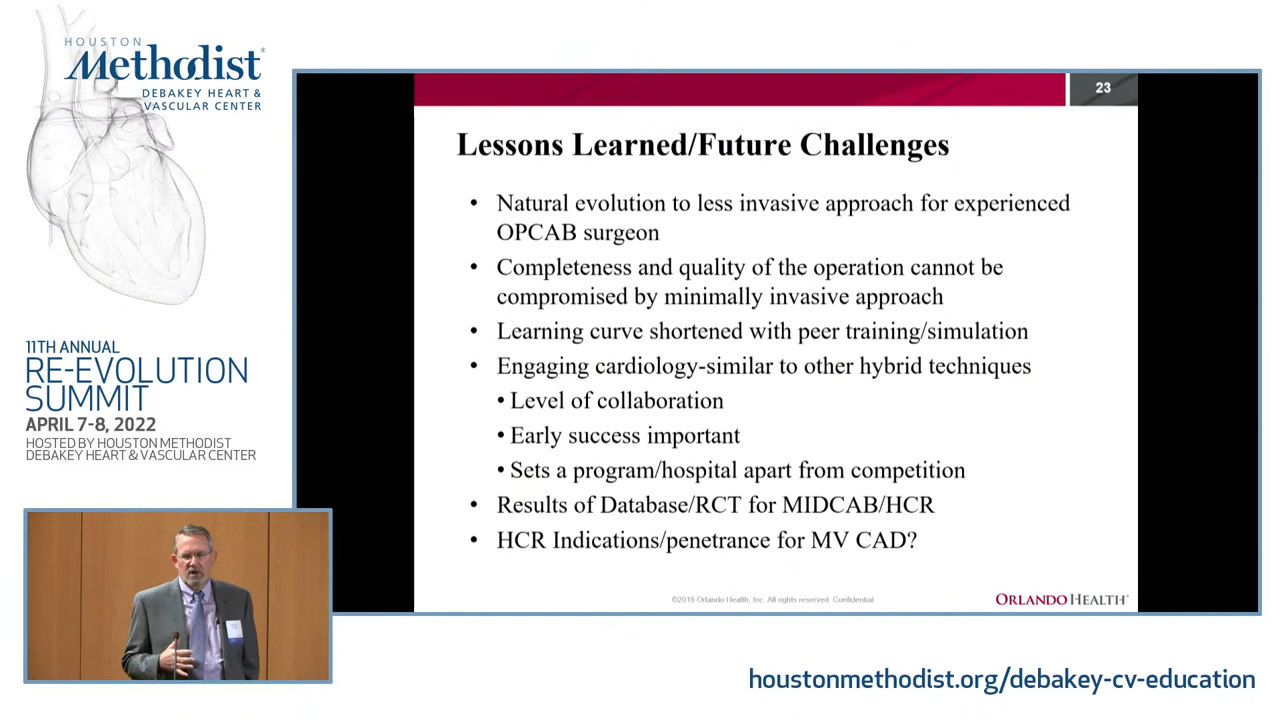 HOUSTON
Methodist®
DEBAKEY HEART &
VASCULAR CENTER
11TH ANNUAL
RE-EVOLUTION
SUMMIT
APRIL 7-8, 2022
HOSTED BY HOUSTON METHODIST
DEBAKEY HEART & VASCULAR CENTER
23
Lessons Learned/Future Challenges
• Natural evolution to less invasive approach for experienced
OPCAB surgeon
• Completeness and quality of the operation cannot be
compromised by minimally invasive approach
• Learning curve shortened with peer training/simulation
• Engaging cardiology-similar to other hybrid techniques
• Level of collaboration
• Early success important
• Sets a program/hospital apart from competition
• Results of Database/RCT for MIDCAB/HCR
• HCR Indications/penetrance for MV CAD?
©2016 Orlando Health, Inc. All rights reserved. Confidential
ORLANDO HEALTH®
houstonmethodist.org/debakey-cv-education